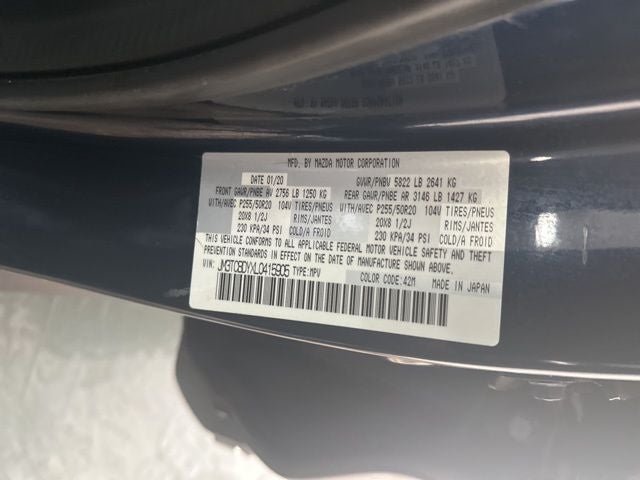 MFD. BY MAZDA MOTOR CORPORATION
DATE 01/20 GVWR/PNBV 5822 LB 2641 KG
FRONT GAWR/PNBE AV 2756 LB 1250 KG REAR GAWR/PNBE AR 3146 LB 1427 KG
WITH/AVEC P255/50R20 104V TIRES/PNEUS WITH/AVEC P255/50R20 104V TIRES/PNEUS
20X8 1/2J RIMS/JANTES 20X8 1/2J RIMS/JANTES
230 KPA/34 PSI COLD/A FROID 230 KPA/34 PSI COLD/A FROID
THIS VEHICLE CONFORMS TO ALL APPLICABLE FEDERAL MOTOR VEHICLE SAFETY AND THEFT
PREVENTION STANDARDS IN EFFECT ON THE DATE OF MANUFACTURE SHOWN ABOVE.
VIN: JM3TCBDYXL0415905 TYPE:MPV COLOR CODE:42M MADE IN JAPAN